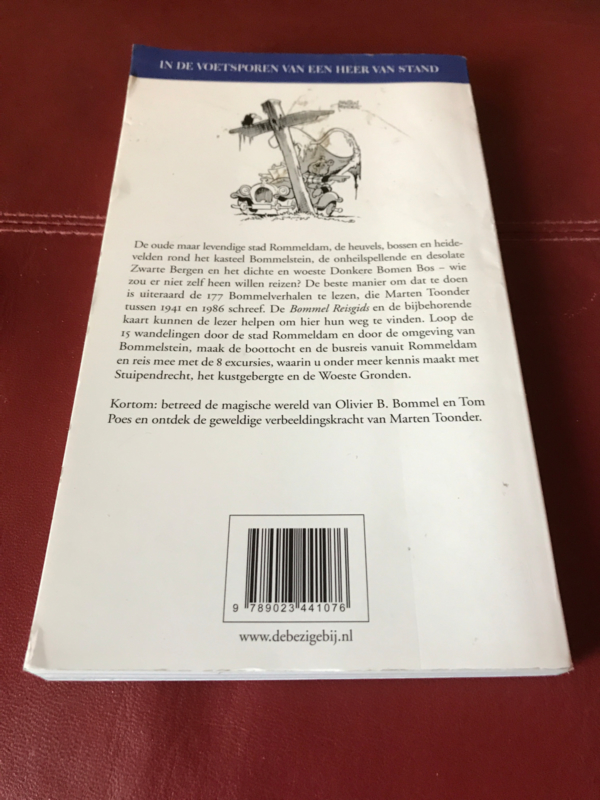 IN DE VOETSPOREN VAN EEN HEER VAN STAND
De oude maar levendige stad Rommeldam, de heuvels, bossen en heide-
velden rond het kasteel Bommelstein, de onheilspellende en desolate
Zwarte Bergen en het dichte en woeste Donkere Bomen Bos – wie
zou er niet zelf heen willen reizen? De beste manier om dat te doen
is uiteraard de 177 Bommelverhalen te lezen, die Marten Toonder
tussen 1941 en 1986 schreef. De Bommel Reisgids en de bijbehorende
kaart kunnen de lezer helpen om hier hun weg te vinden. Loop de
15 wandelingen door de stad Rommeldam en door de omgeving van
Bommelstein, maak de boottocht en de busreis vanuit Rommeldam
en reis mee met de 8 excursies, waarin u onder meer kennis maakt met
Stuipendrecht, het kustgebergte en de Woeste Gronden.
Kortom: betreed de magische wereld van Olivier B. Bommel en Tom
Poes en ontdek de geweldige verbeeldingskracht van Marten Toonder.
9 789023 441076
www.debezigebij.nl